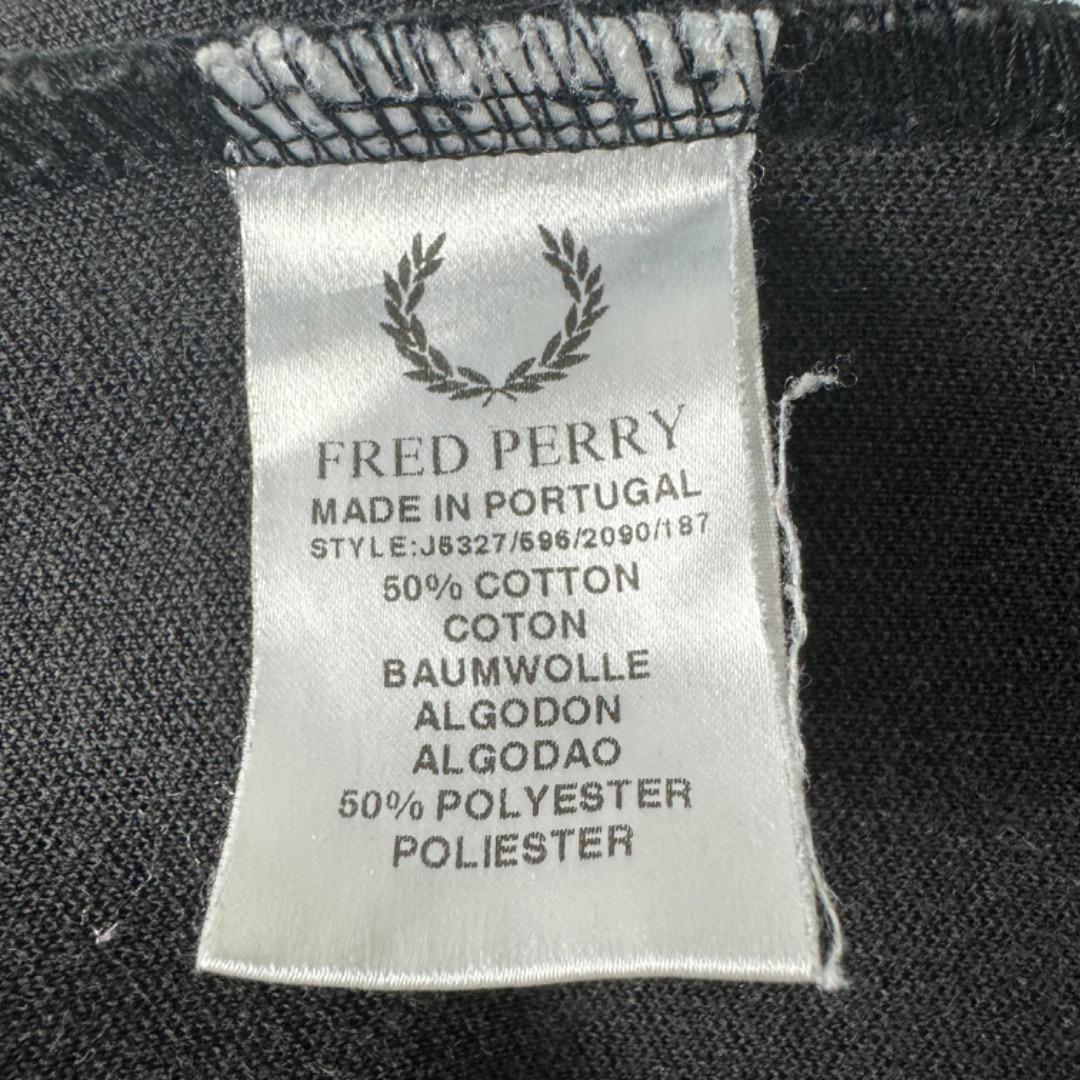 FRED PERRY
MADE IN PORTUGAL
STYLE:J5327/596/2090/187
50% COTTON
COTON
BAUMWOLLE
ALGODON
ALGODAO
50% POLYESTER
POLIESTER